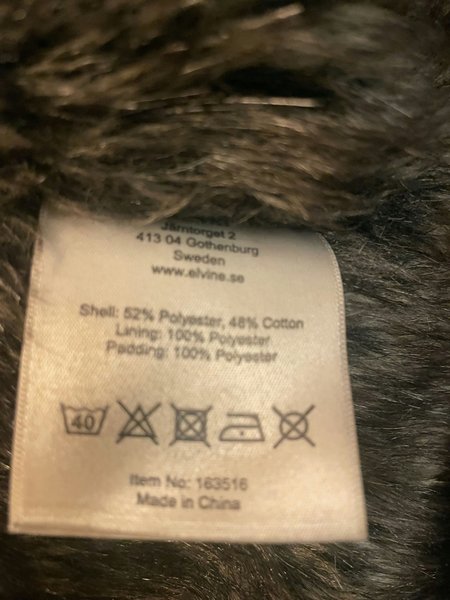 Järntorget 2
413 04 Gothenburg
Sweden
www.elvine.se
Shell: 52% Polyester, 48% Cotton
Lining: 100% Polyester
Padding: 100% Polyester
40
Item No: 163516
Made in China